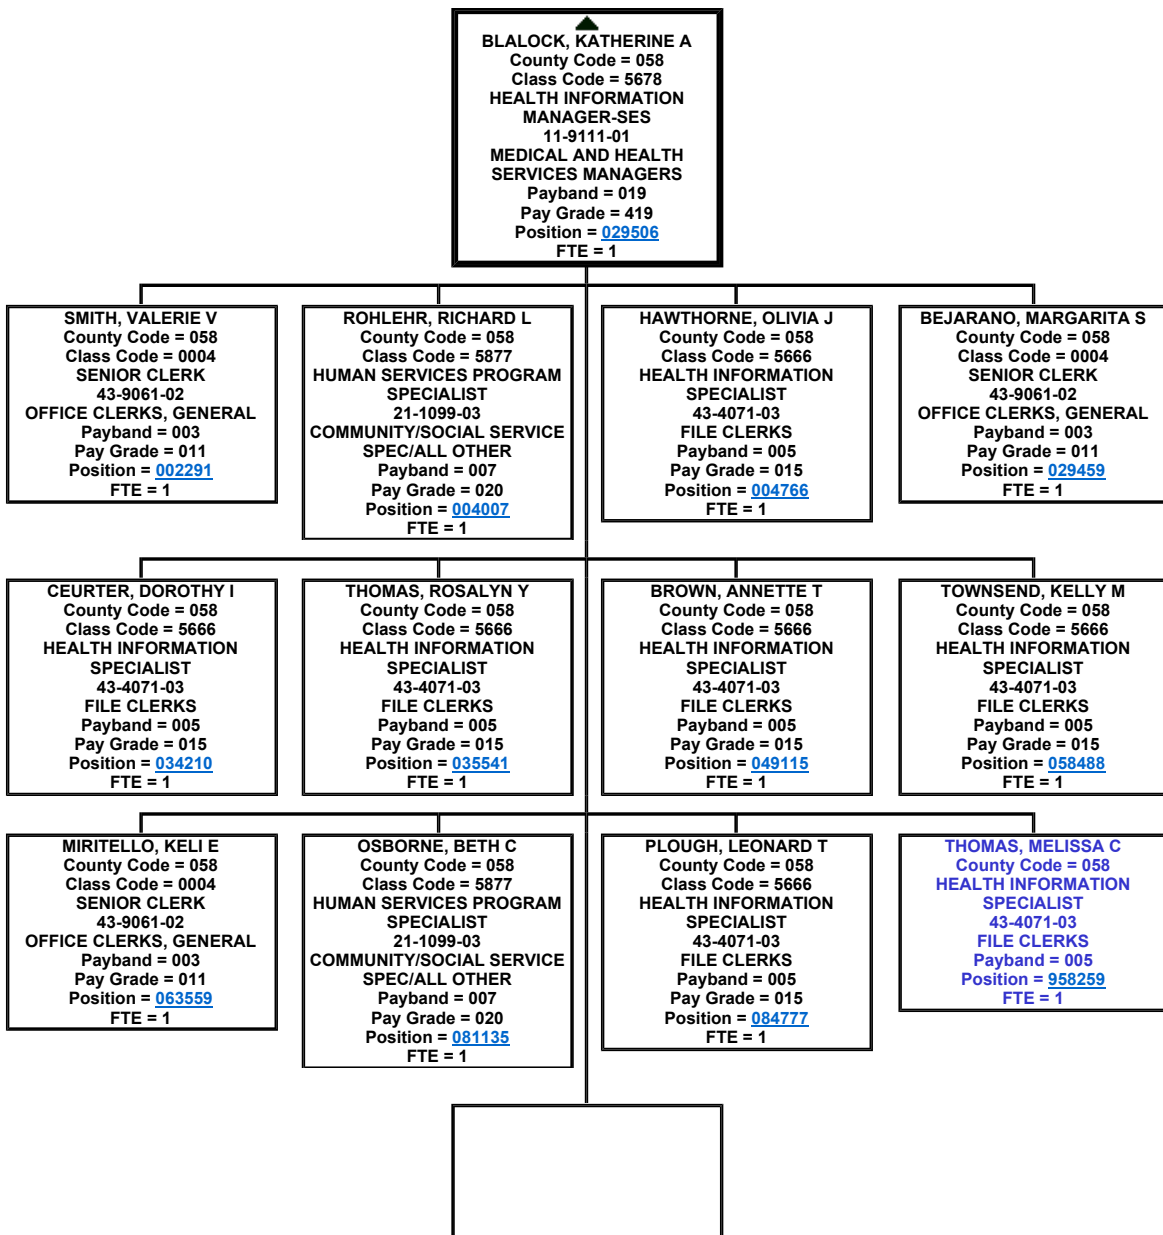 BLALOCK, KATHERINE A
County Code = 058
Class Code = 5678
HEALTH INFORMATION
MANAGER-SES
11-9111-01
MEDICAL AND HEALTH
SERVICES MANAGERS
Payband = 019
Pay Grade = 419
Position = 029506
FTE = 1
SMITH, VALERIE V
County Code = 058
Class Code = 0004
SENIOR CLERK
43-9061-02
OFFICE CLERKS, GENERAL
Payband = 003
Pay Grade = 011
Position = 002291
FTE = 1
ROHLEHR, RICHARD L
County Code = 058
Class Code = 5877
HUMAN SERVICES PROGRAM
SPECIALIST
21-1099-03
COMMUNITY/SOCIAL SERVICE
SPEC/ALL OTHER
Payband = 007
Pay Grade = 020
Position = 004007
FTE = 1
HAWTHORNE, OLIVIA J
County Code = 058
Class Code = 5666
HEALTH INFORMATION
SPECIALIST
43-4071-03
FILE CLERKS
Payband = 005
Pay Grade = 015
Position = 004766
FTE = 1
BEJARANO, MARGARITA S
County Code = 058
Class Code = 0004
SENIOR CLERK
43-9061-02
OFFICE CLERKS, GENERAL
Payband = 003
Pay Grade = 011
Position = 029459
FTE = 1
CEURTER, DOROTHY I
County Code = 058
Class Code = 5666
HEALTH INFORMATION
SPECIALIST
43-4071-03
FILE CLERKS
Payband = 005
Pay Grade = 015
Position = 034210
FTE = 1
THOMAS, ROSALYN Y
County Code = 058
Class Code = 5666
HEALTH INFORMATION
SPECIALIST
43-4071-03
FILE CLERKS
Payband = 005
Pay Grade = 015
Position = 035541
FTE = 1
BROWN, ANNETTE T
County Code = 058
Class Code = 5666
HEALTH INFORMATION
SPECIALIST
43-4071-03
FILE CLERKS
Payband = 005
Pay Grade = 015
Position = 049115
FTE = 1
TOWNSEND, KELLY M
County Code = 058
Class Code = 5666
HEALTH INFORMATION
SPECIALIST
43-4071-03
FILE CLERKS
Payband = 005
Pay Grade = 015
Position = 058488
FTE = 1
MIRITELLO, KELI E
County Code = 058
Class Code = 0004
SENIOR CLERK
43-9061-02
OFFICE CLERKS, GENERAL
Payband = 003
Pay Grade = 011
Position = 063559
FTE = 1
OSBORNE, BETH C
County Code = 058
Class Code = 5877
HUMAN SERVICES PROGRAM
SPECIALIST
21-1099-03
COMMUNITY/SOCIAL SERVICE
SPEC/ALL OTHER
Payband = 007
Pay Grade = 020
Position = 081135
FTE = 1
PLOUGH, LEONARD T
County Code = 058
Class Code = 5666
HEALTH INFORMATION
SPECIALIST
43-4071-03
FILE CLERKS
Payband = 005
Pay Grade = 015
Position = 084777
FTE = 1
THOMAS, MELISSA C
County Code = 058
HEALTH INFORMATION
SPECIALIST
43-4071-03
FILE CLERKS
Payband = 005
Position = 958259
FTE = 1